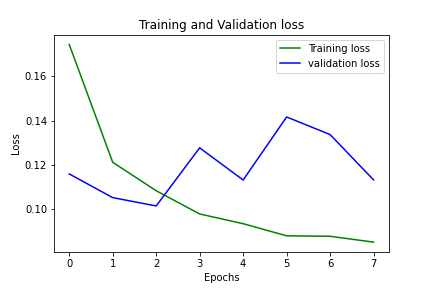 Training and Validation loss
Training loss
validation loss
Loss
0.16
0.14
0.12
0.10
0 1 2 3 4 5 6 7
Epochs